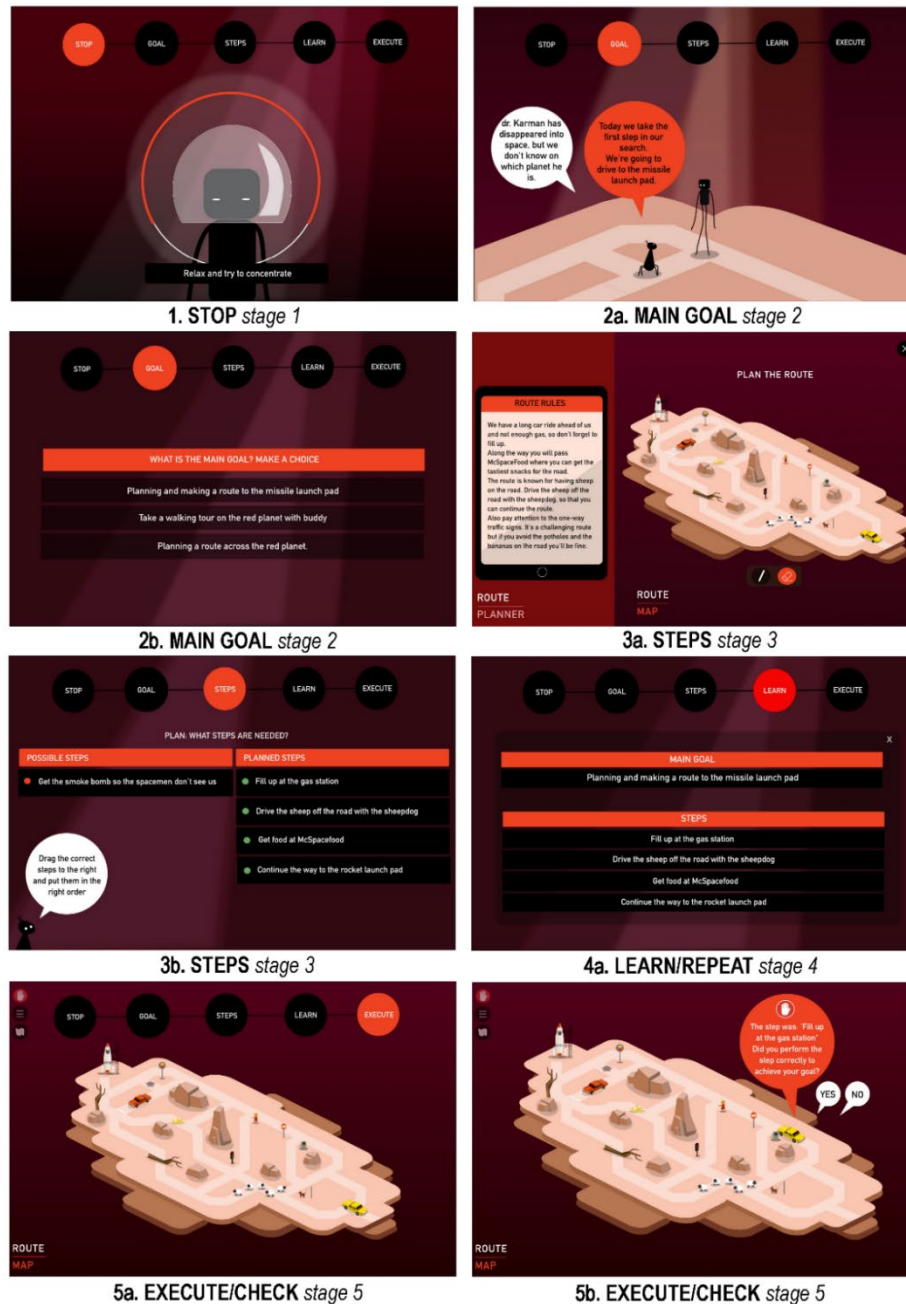 STOP
GOAL
STEPS
LEARN
EXECUTE
Relax and try to concentrate
1. STOP stage 1
STOP
GOAL
STEPS
LEARN
EXECUTE
dr. Karman has
disappeared into
space, but we
don't know on
which planet he
is.
Today we take the
first step in our
search.
We're going to
drive to the missile
launch pad.
2a. MAIN GOAL stage 2
STOP
GOAL
STEPS
LEARN
EXECUTE
WHAT IS THE MAIN GOAL? MAKE A CHOICE
Planning and making a route to the missile launch pad
Take a walking tour on the red planet with buddy
Planning a route across the red planet.
2b. MAIN GOAL stage 2
X
PLAN THE ROUTE
ROUTE RULES
We have a long car ride ahead of us
and not enough gas, so don't forget to
fill up.
Along the way you will pass
McSpaceFood where you can get the
tastiest snacks for the road.
The route is known for having sheep
on the road. Drive the sheep off the
road with the sheepdog, so that you
can continue the route.
Also pay attention to the one-way
traffic signs. It's a challenging route
but if you avoid the potholes and the
bananas on the road you'll be fine.
ROUTE
PLANNER
ROUTE
MAP
3a. STEPS stage 3
STOP
GOAL
STEPS
LEARN
EXECUTE
PLAN: WHAT STEPS ARE NEEDED?
POSSIBLE STEPS
Get the smoke bomb so the spacemen don't see us
PLANNED STEPS
Fill up at the gas station
Drive the sheep off the road with the sheepdog
Get food at McSpacefood
Continue the way to the rocket launch pad
Drag the correct
steps to the right
and put them in the
right order
3b. STEPS stage 3
STOP
GOAL
STEPS
LEARN
EXECUTE
X
MAIN GOAL
Planning and making a route to the missile launch pad
STEPS
Fill up at the gas station
Drive the sheep off the road with the sheepdog
Get food at McSpacefood
Continue the way to the rocket launch pad
4a. LEARN/REPEAT stage 4
STOP
GOAL
STEPS
LEARN
EXECUTE
ROUTE
MAP
5a. EXECUTE/CHECK stage 5
The step was: 'Fill up
at the gas station'
Did you perform the
step correctly to
achieve your goal?
YES
NO
ROUTE
MAP
5b. EXECUTE/CHECK stage 5